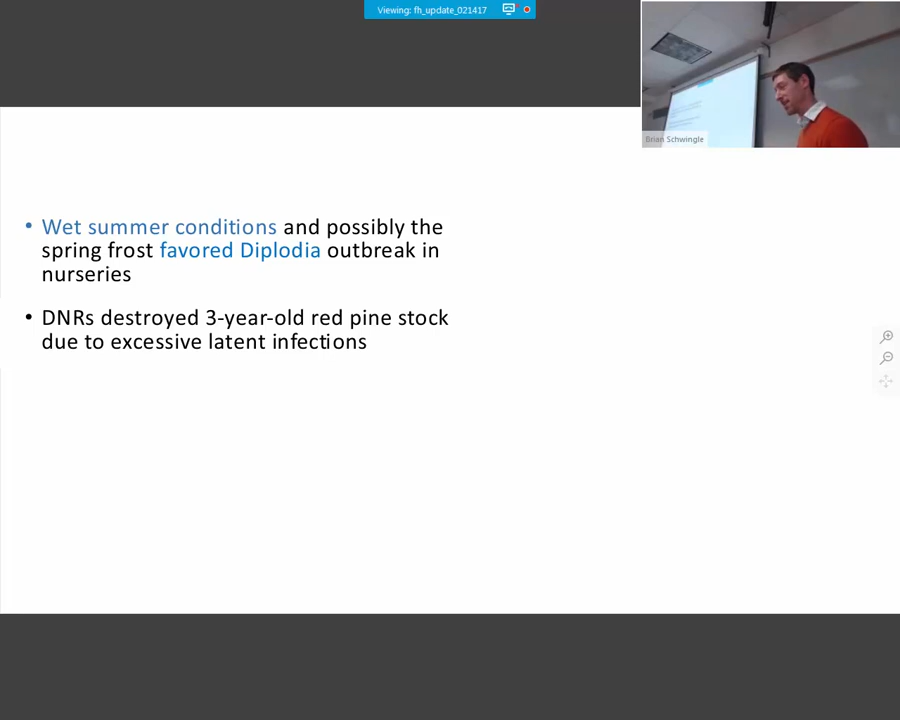 Viewing: fh_update_021417
Brian Schwingle
• Wet summer conditions and possibly the
spring frost favored Diplodia outbreak in
nurseries
• DNRs destroyed 3-year-old red pine stock
due to excessive latent infections